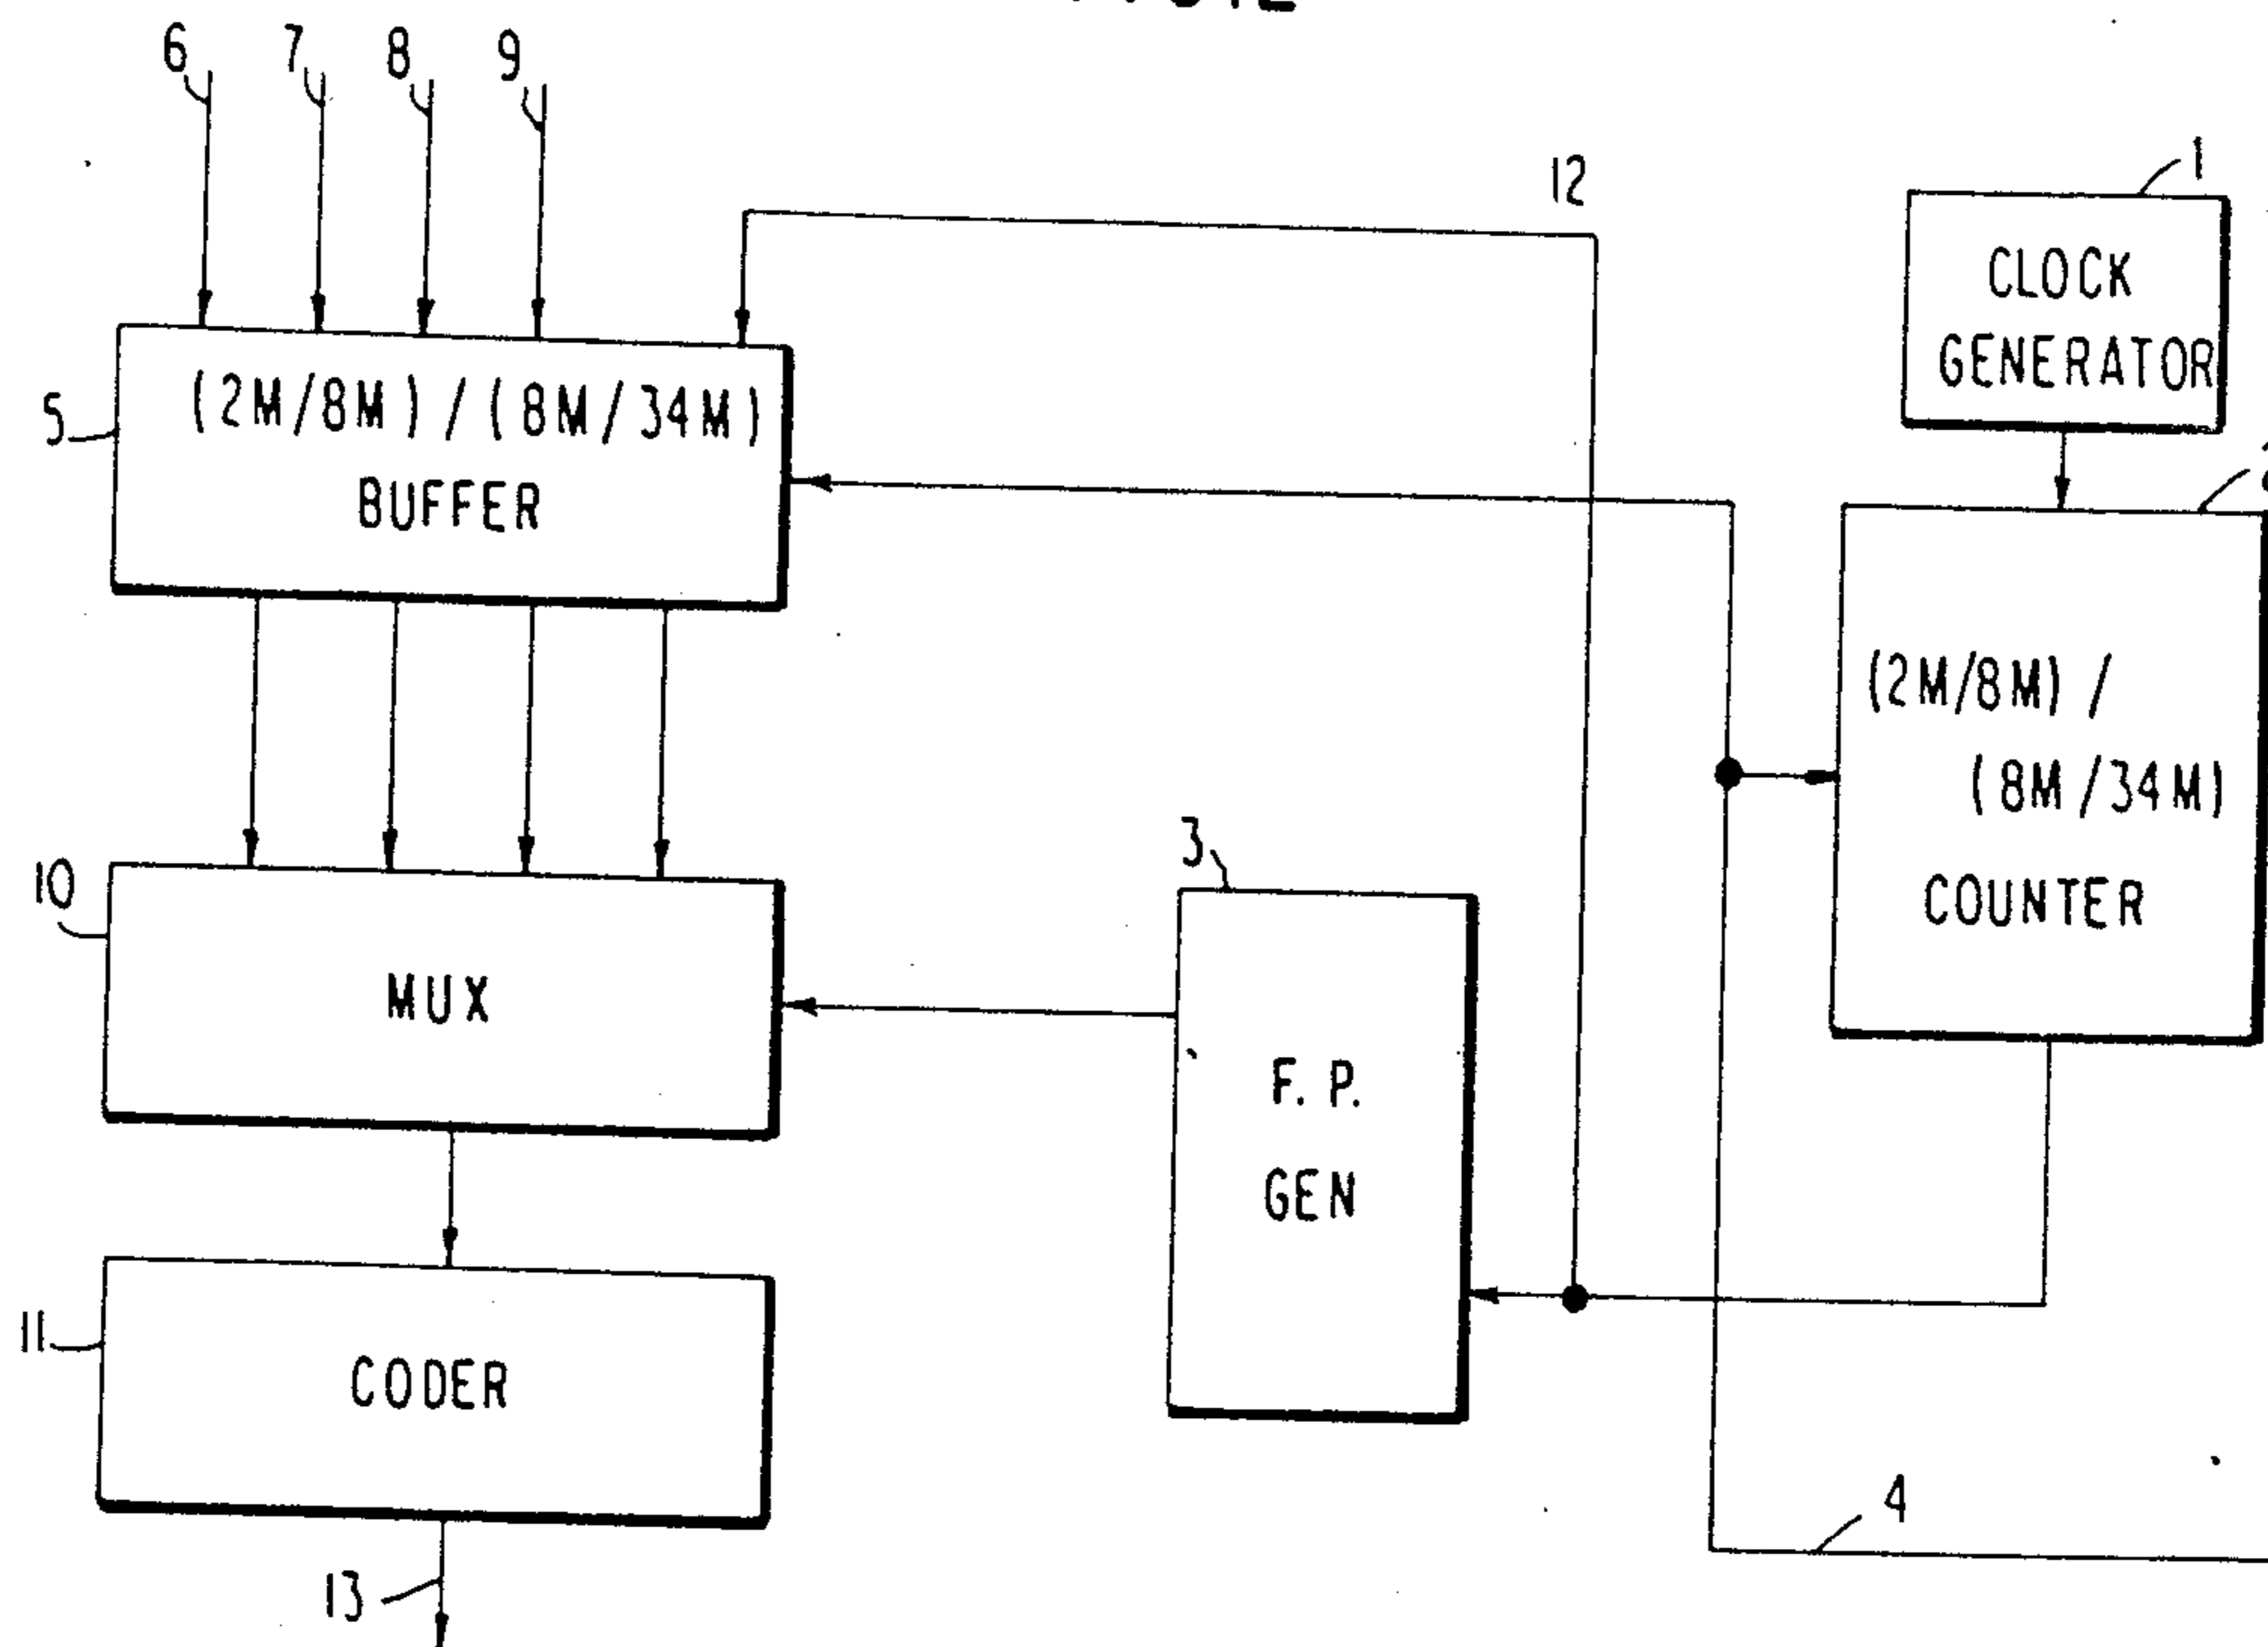 6 7 8 9
12
1
CLOCK
GENERATOR
5
(2M/8M)/(8M/34M)
BUFFER
(2M/8M)/
(8M/34M)
COUNTER
3
10
MUX
F. P.
GEN
11
CODER
4
13